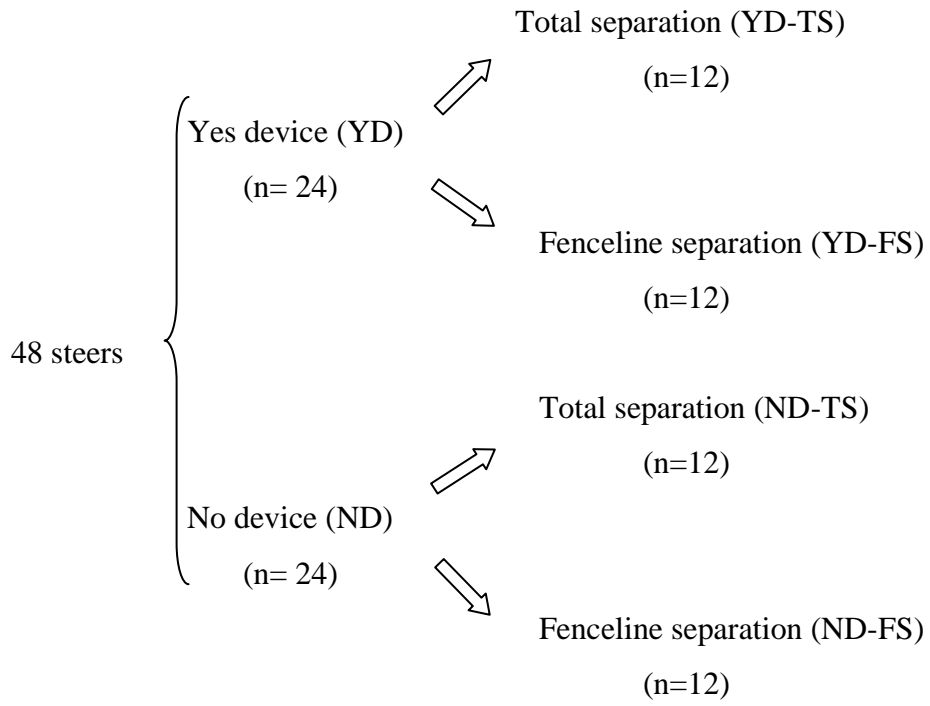 Total separation (YD-TS)
(n=12)
Yes device (YD)
(n= 24)
Fenceline separation (YD-FS)
(n=12)
48 steers
Total separation (ND-TS)
(n=12)
No device (ND)
(n= 24)
Fenceline separation (ND-FS)
(n=12)